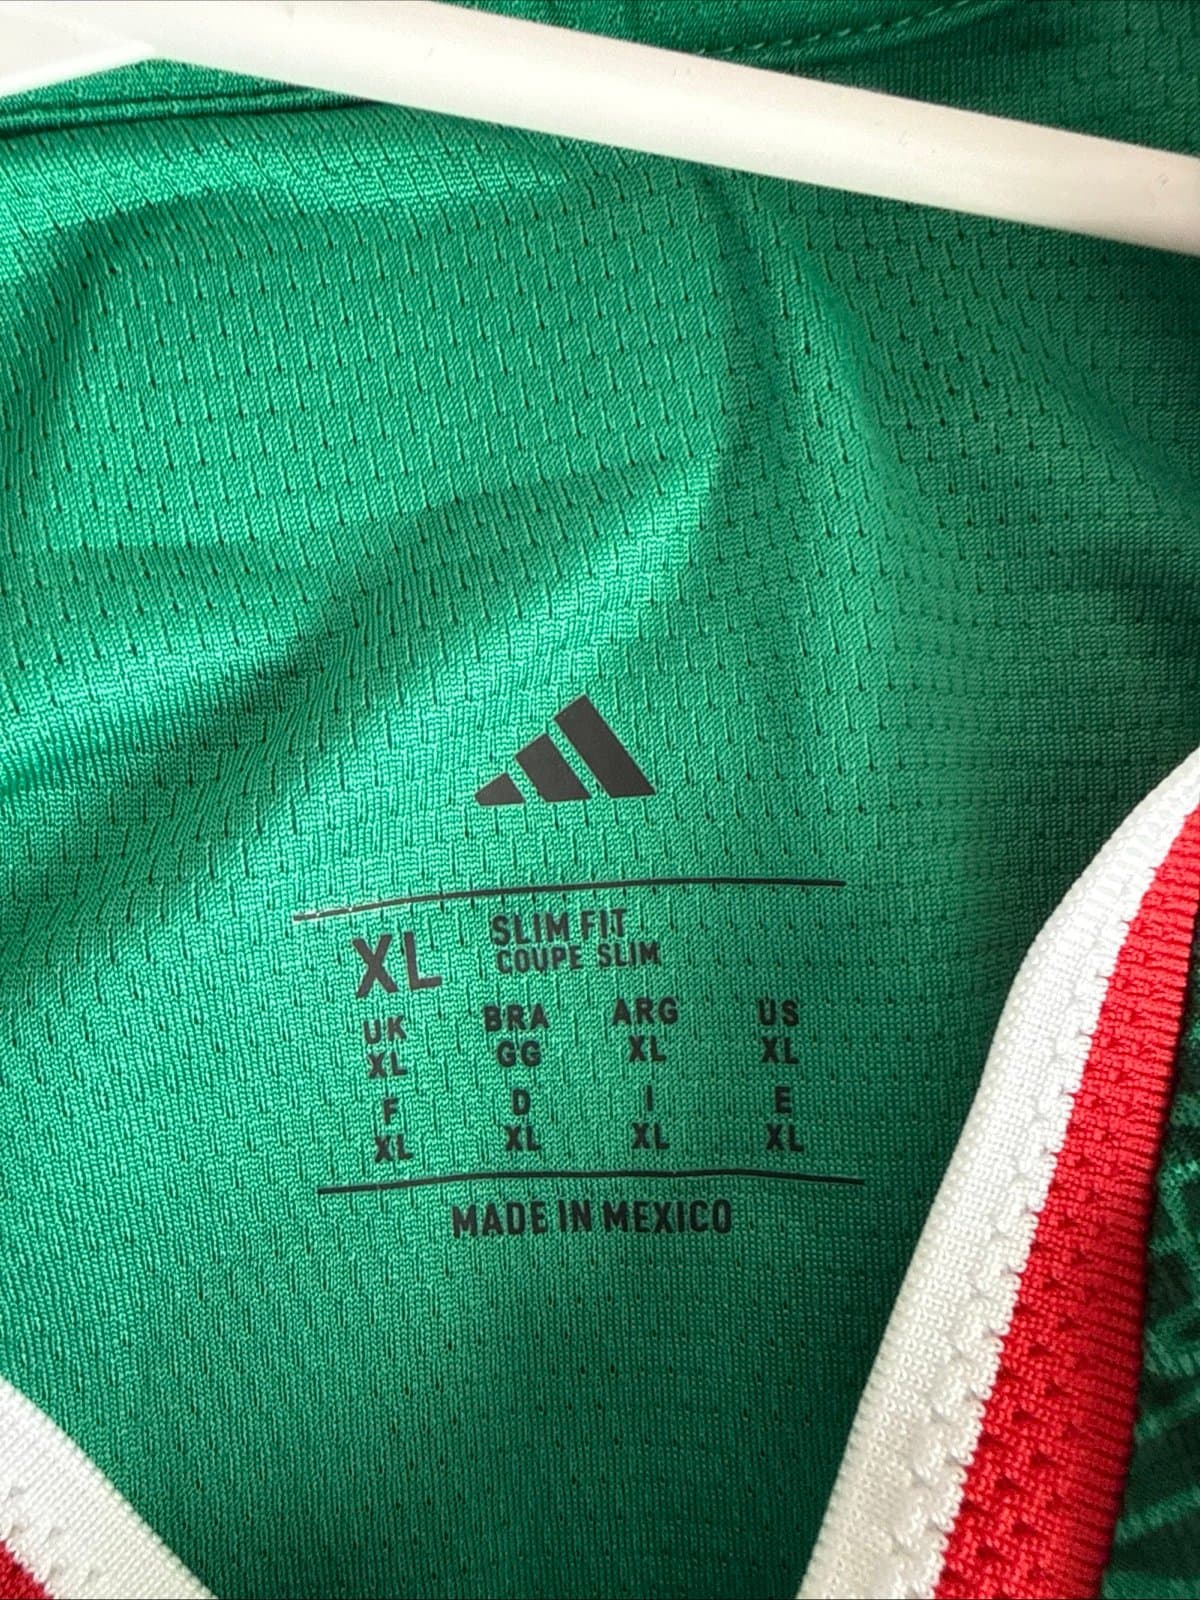 XL SLIM FIT
COUPE SLIM
UK BRA ARG US
XL GG XL XL
F D I E
XL XL XL XL
MADE IN MEXICO